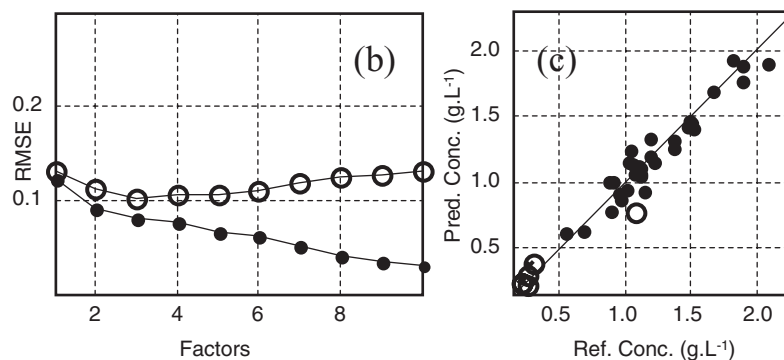 (b)
0.2
0.1
RMSE
2 4 6 8
Factors
(c)
2.0
1.5
1.0
0.5
Pred. Conc. (g.L-1)
0.5 1.0 1.5 2.0
Ref. Conc. (g.L-1)